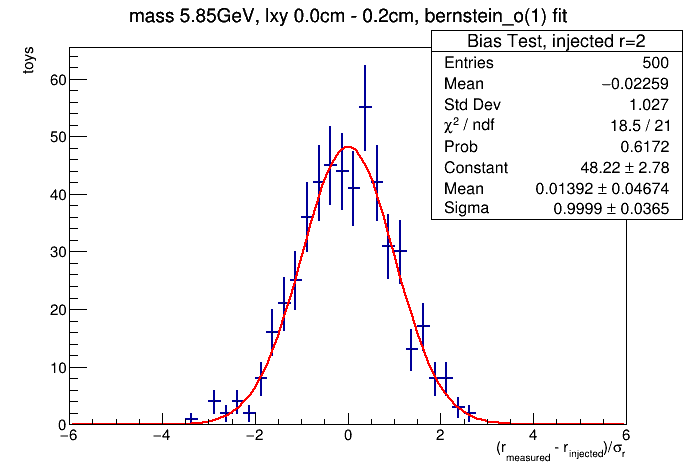 mass 5.85GeV, lxy 0.0cm - 0.2cm, bernstein_o(1) fit
toys
Bias Test, injected r=2
Entries 500
Mean −0.02259
Std Dev 1.027
χ² / ndf 18.5 / 21
Prob 0.6172
Constant 48.22 ± 2.78
Mean 0.01392 ± 0.04674
Sigma 0.9999 ± 0.0365
60
50
40
30
20
10
0
−6 −4 −2 0 2 4 6
(r_measured - r_injected)/σ_r